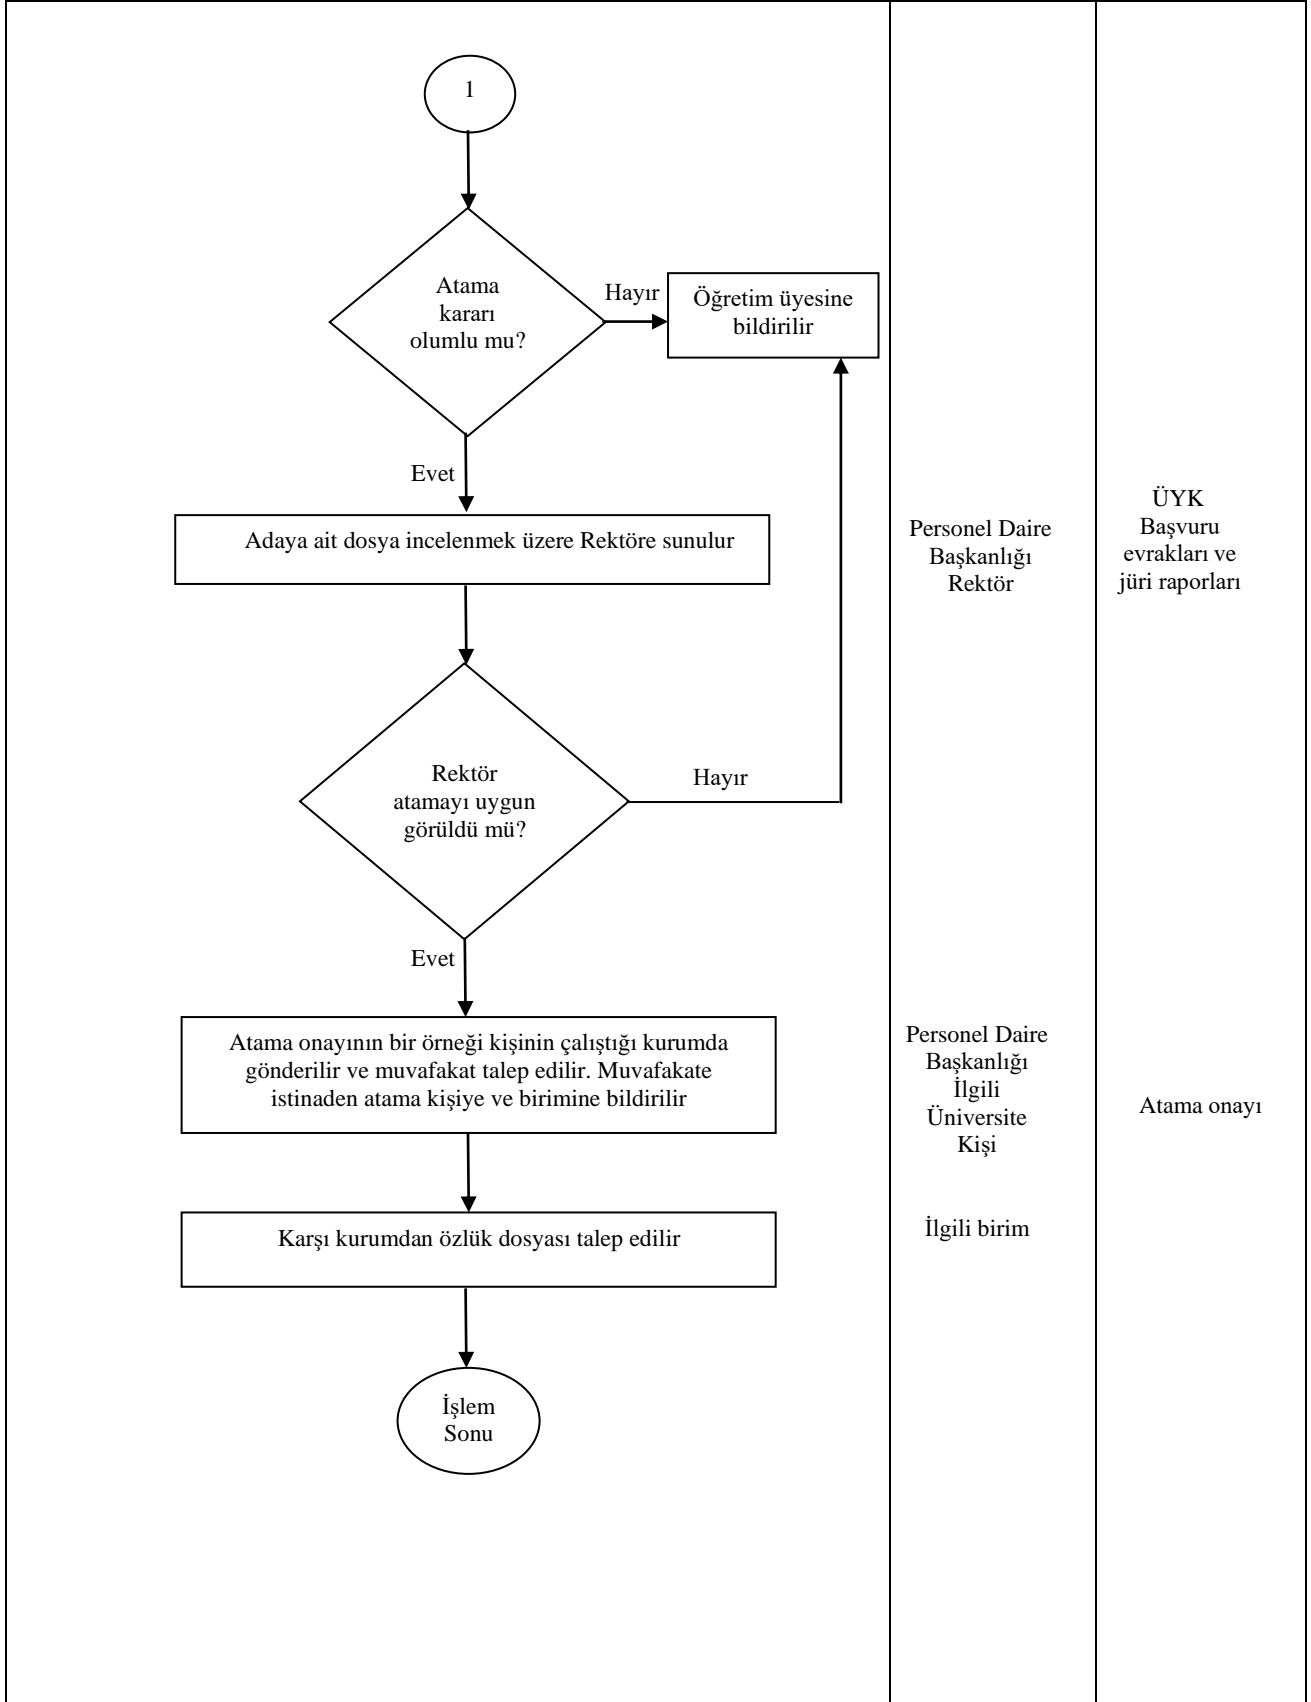 1
Atama
kararı
olumlu mu?
Hayır
Öğretim üyesine
bildirilir
Evet
Adaya ait dosya incelenmek üzere Rektöre sunulur
Personel Daire
Başkanlığı
Rektör
ÜYK
Başvuru
evrakları ve
jüri raporları
Rektör
atamayı uygun
görüldü mü?
Hayır
Evet
Atama onayının bir örneği kişinin çalıştığı kurumda
gönderilir ve muvafakat talep edilir. Muvafakate
istinaden atama kişiye ve birimine bildirilir
Personel Daire
Başkanlığı
İlgili
Üniversite
Kişi
Atama onayı
Karşı kurumdan özlük dosyası talep edilir
İlgili birim
İşlem
Sonu